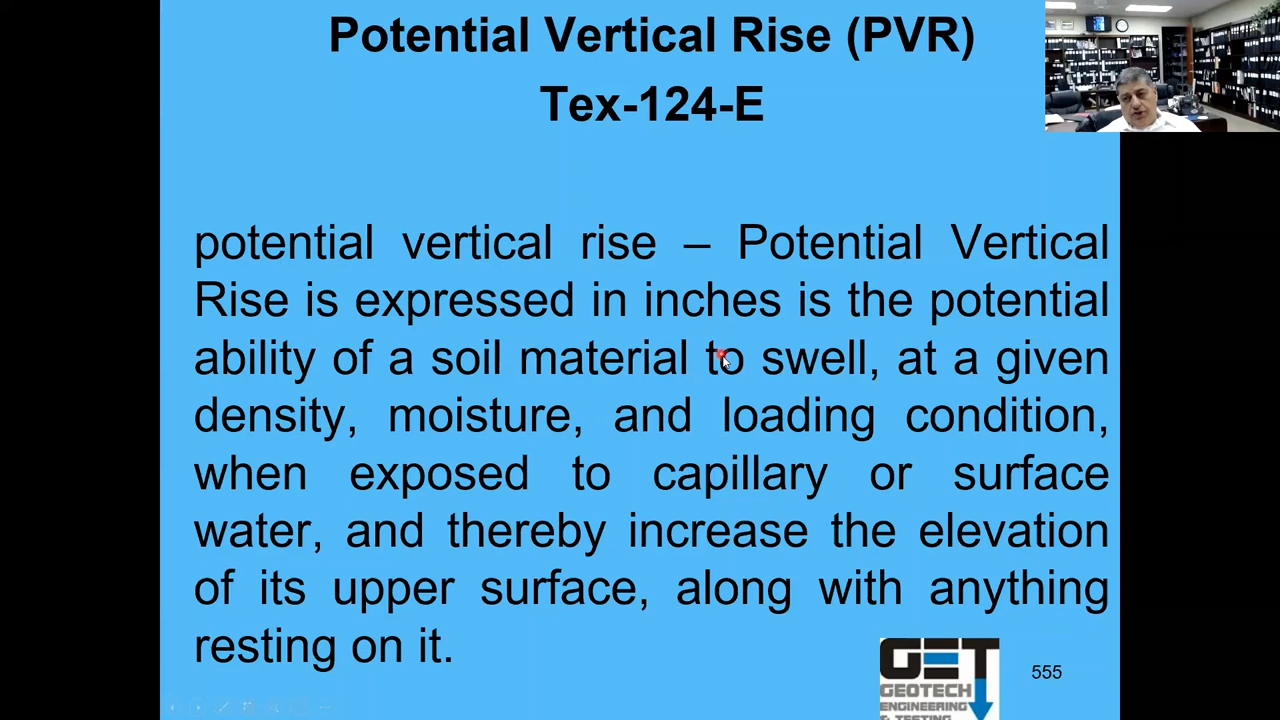 Potential Vertical Rise (PVR)
Tex-124-E
potential vertical rise – Potential Vertical
Rise is expressed in inches is the potential
ability of a soil material to swell, at a given
density, moisture, and loading condition,
when exposed to capillary or surface
water, and thereby increase the elevation
of its upper surface, along with anything
resting on it.
GET
GEOTECH
ENGINEERING
& TESTING
555